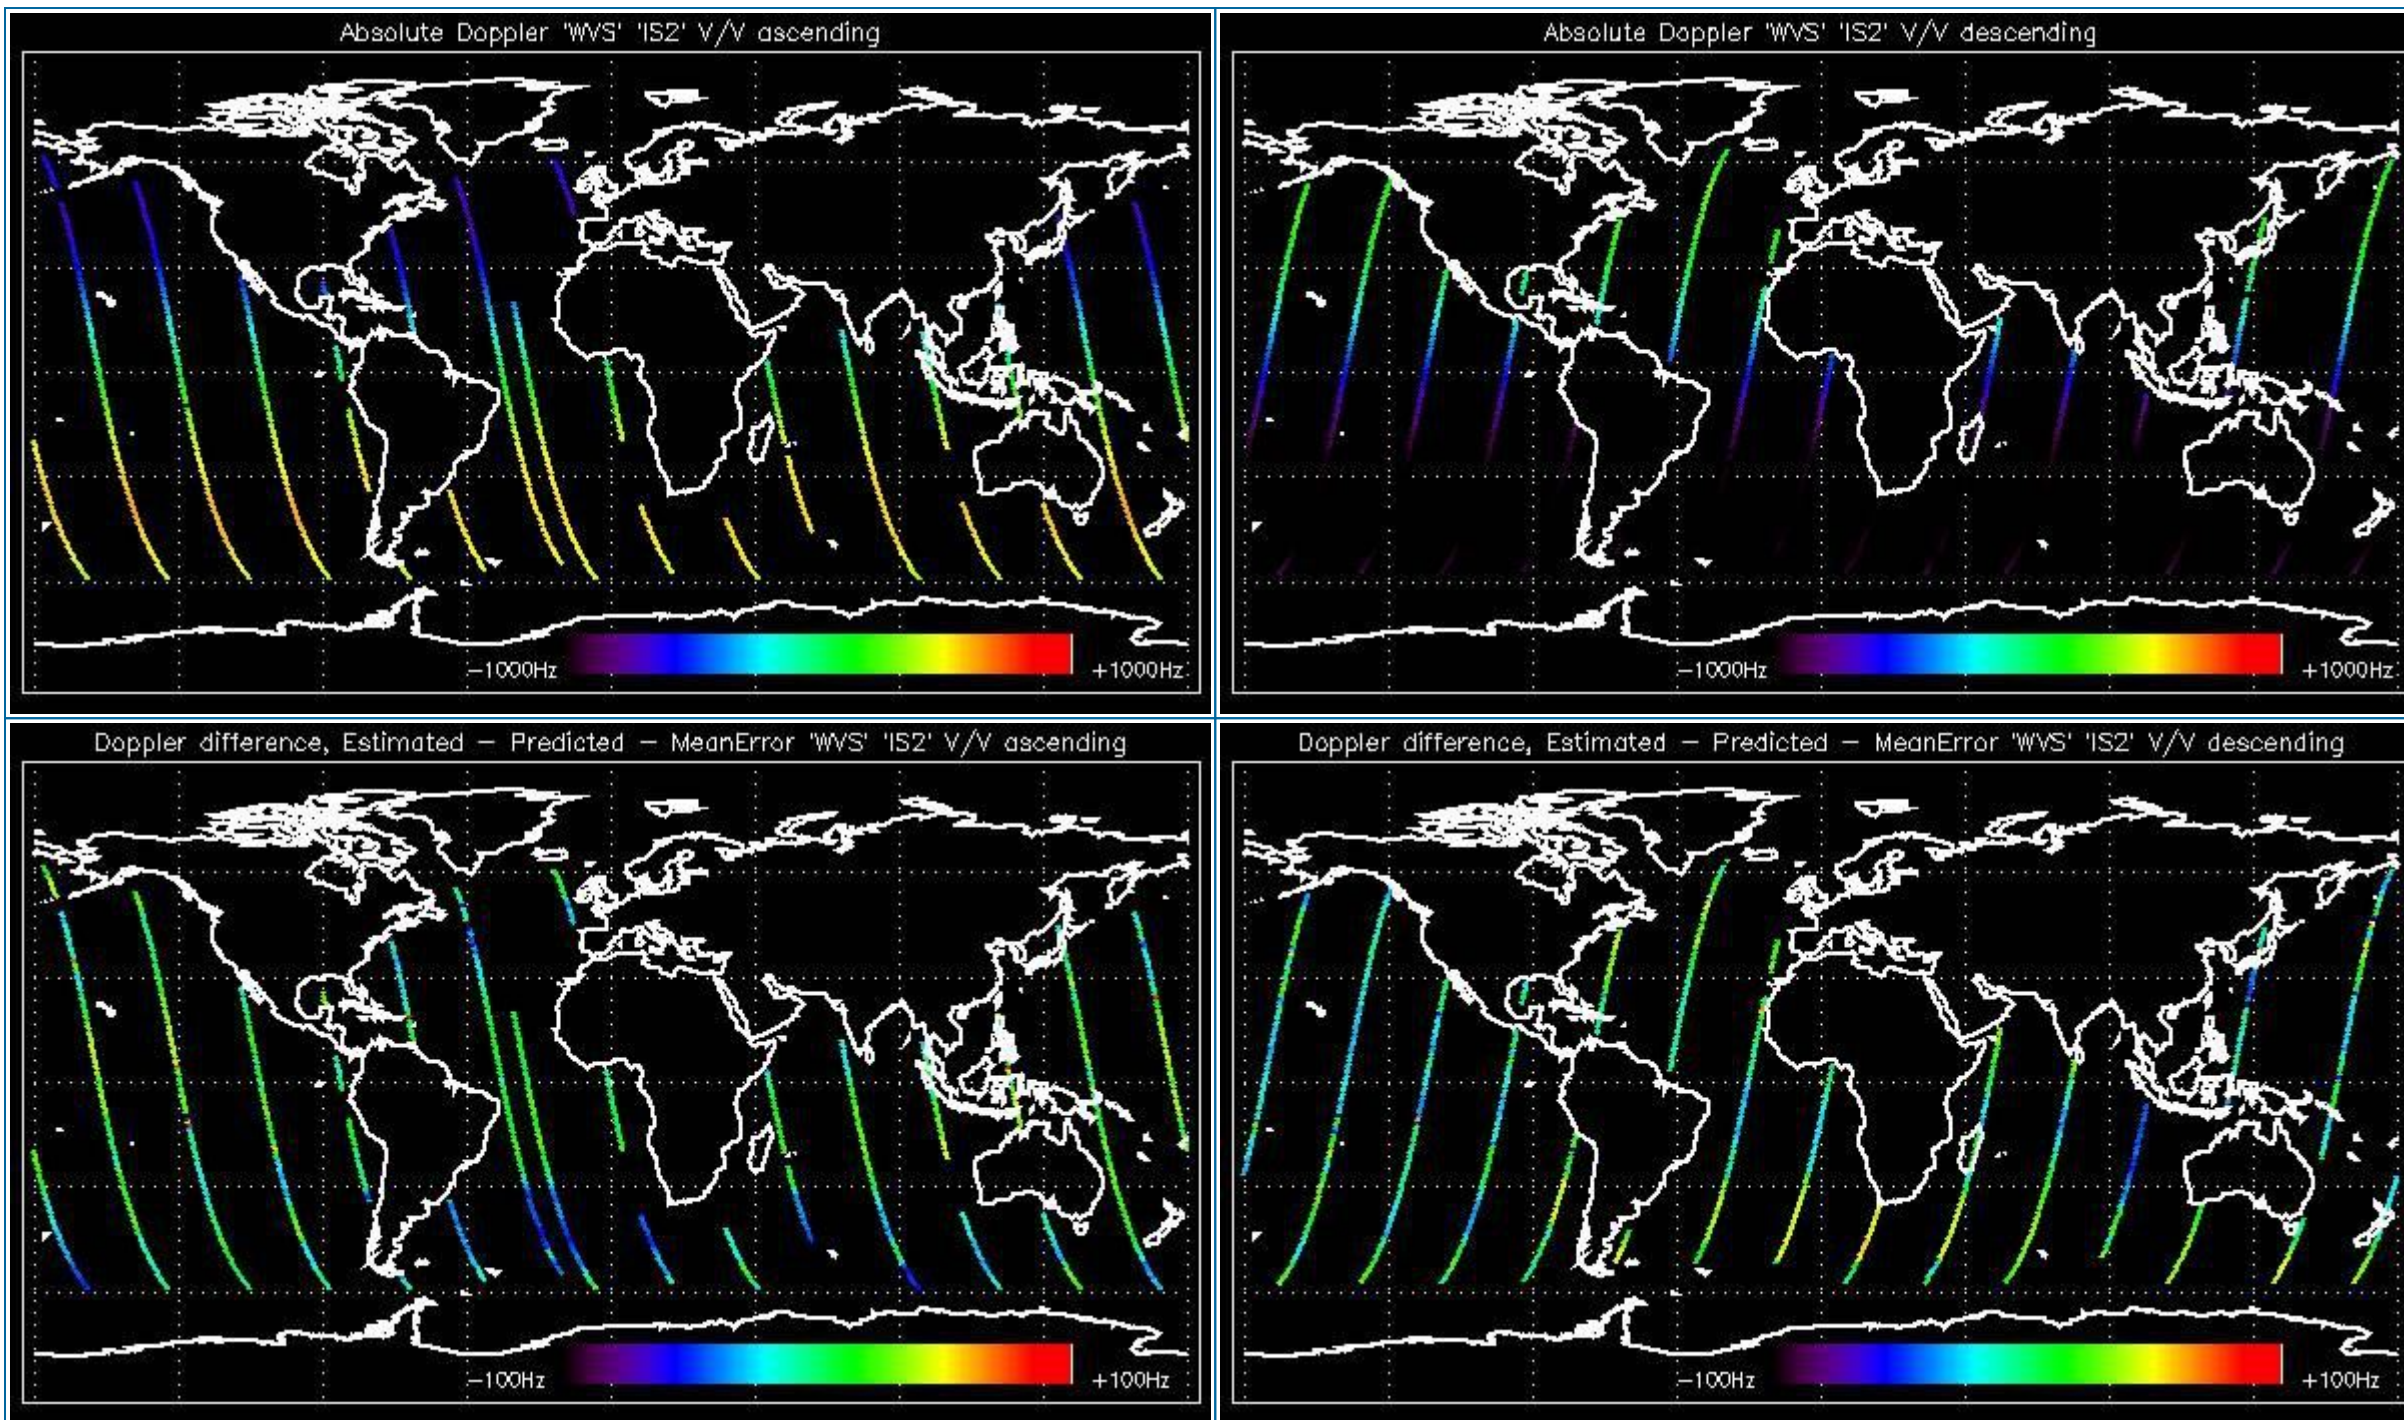 Absolute Doppler 'WVS' 'IS2' V/V ascending
Absolute Doppler 'WVS' 'IS2' V/V descending
−1000Hz
+1000Hz
−1000Hz
+1000Hz
Doppler difference, Estimated − Predicted − MeanError 'WVS' 'IS2' V/V ascending
Doppler difference, Estimated − Predicted − MeanError 'WVS' 'IS2' V/V descending
−100Hz
+100Hz
−100Hz
+100Hz